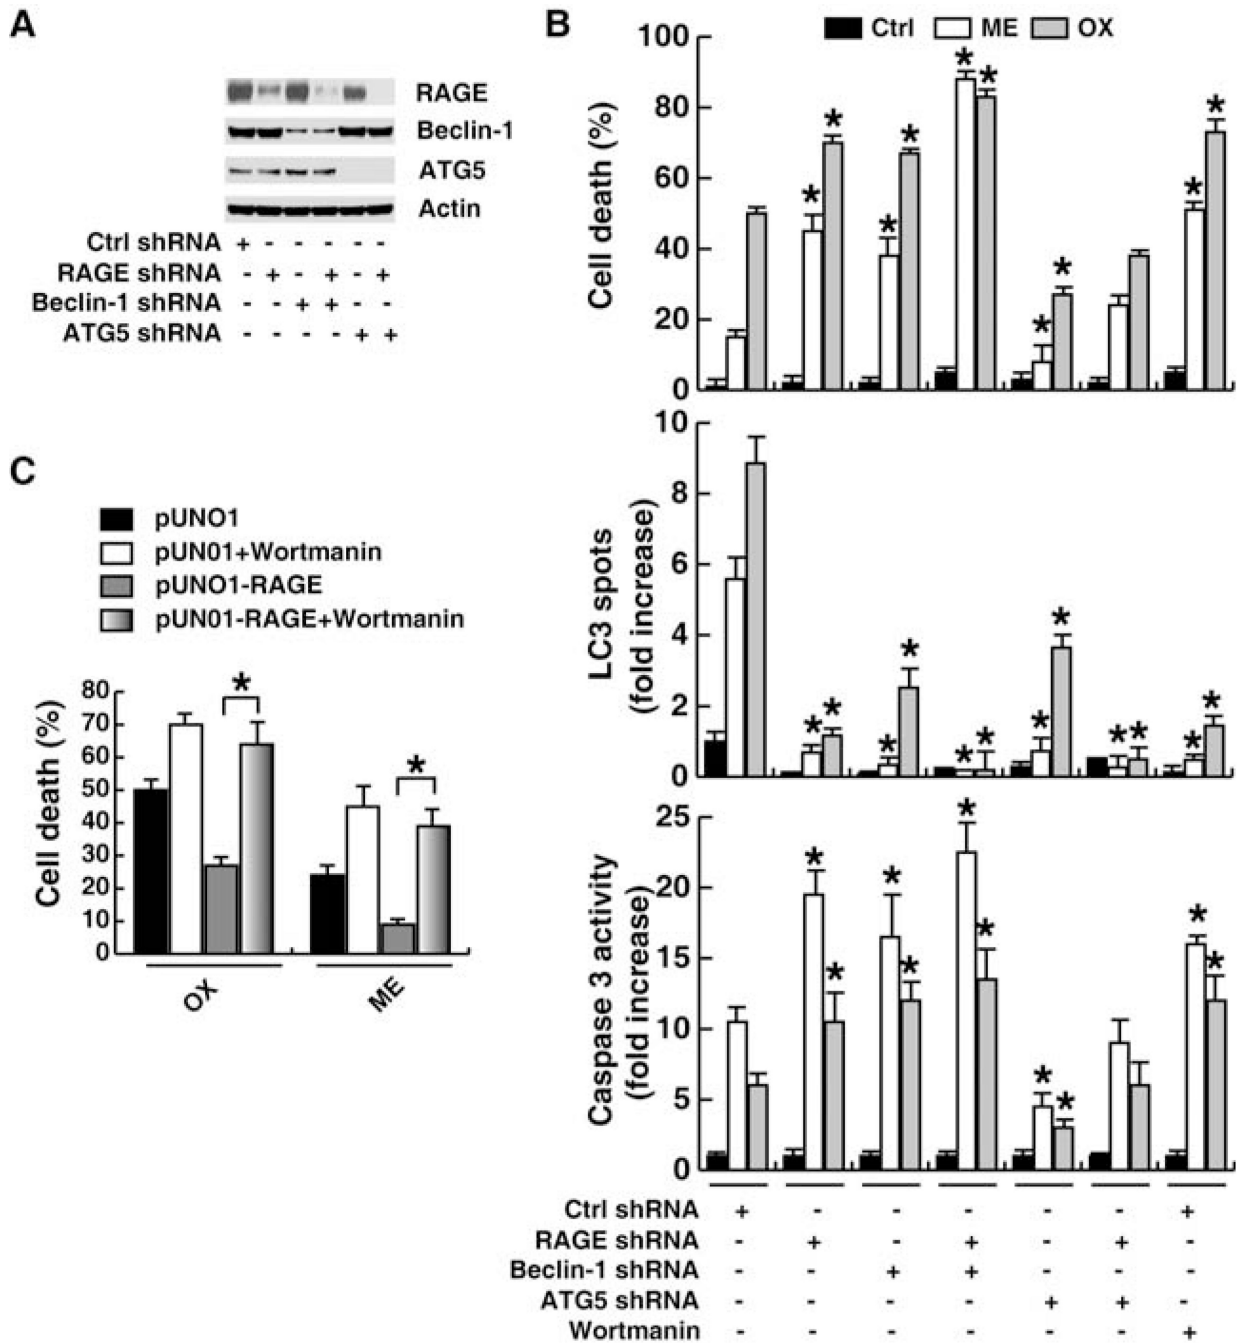 A
RAGE
Beclin-1
ATG5
Actin
Ctrl shRNA + - - - - -
RAGE shRNA - + - + - +
Beclin-1 shRNA - - + + - -
ATG5 shRNA - - - - + +
B
Ctrl ME OX
Cell death (%)
100
80
60
40
20
0
* * * * * * * * * *
LC3 spots
(fold increase)
10
8
6
4
2
0
* * * * * * * * * * * *
Caspase 3 activity
(fold increase)
25
20
15
10
5
0
* * * * * * * * * *
Ctrl shRNA + - - - - - +
RAGE shRNA - + - + - + -
Beclin-1 shRNA - - + + - - -
ATG5 shRNA - - - - + + -
Wortmanin - - - - - - +
C
pUNO1
pUN01+Wortmanin
pUNO1-RAGE
pUN01-RAGE+Wortmanin
Cell death (%)
80
70
60
50
40
30
20
10
0
* *
OX ME